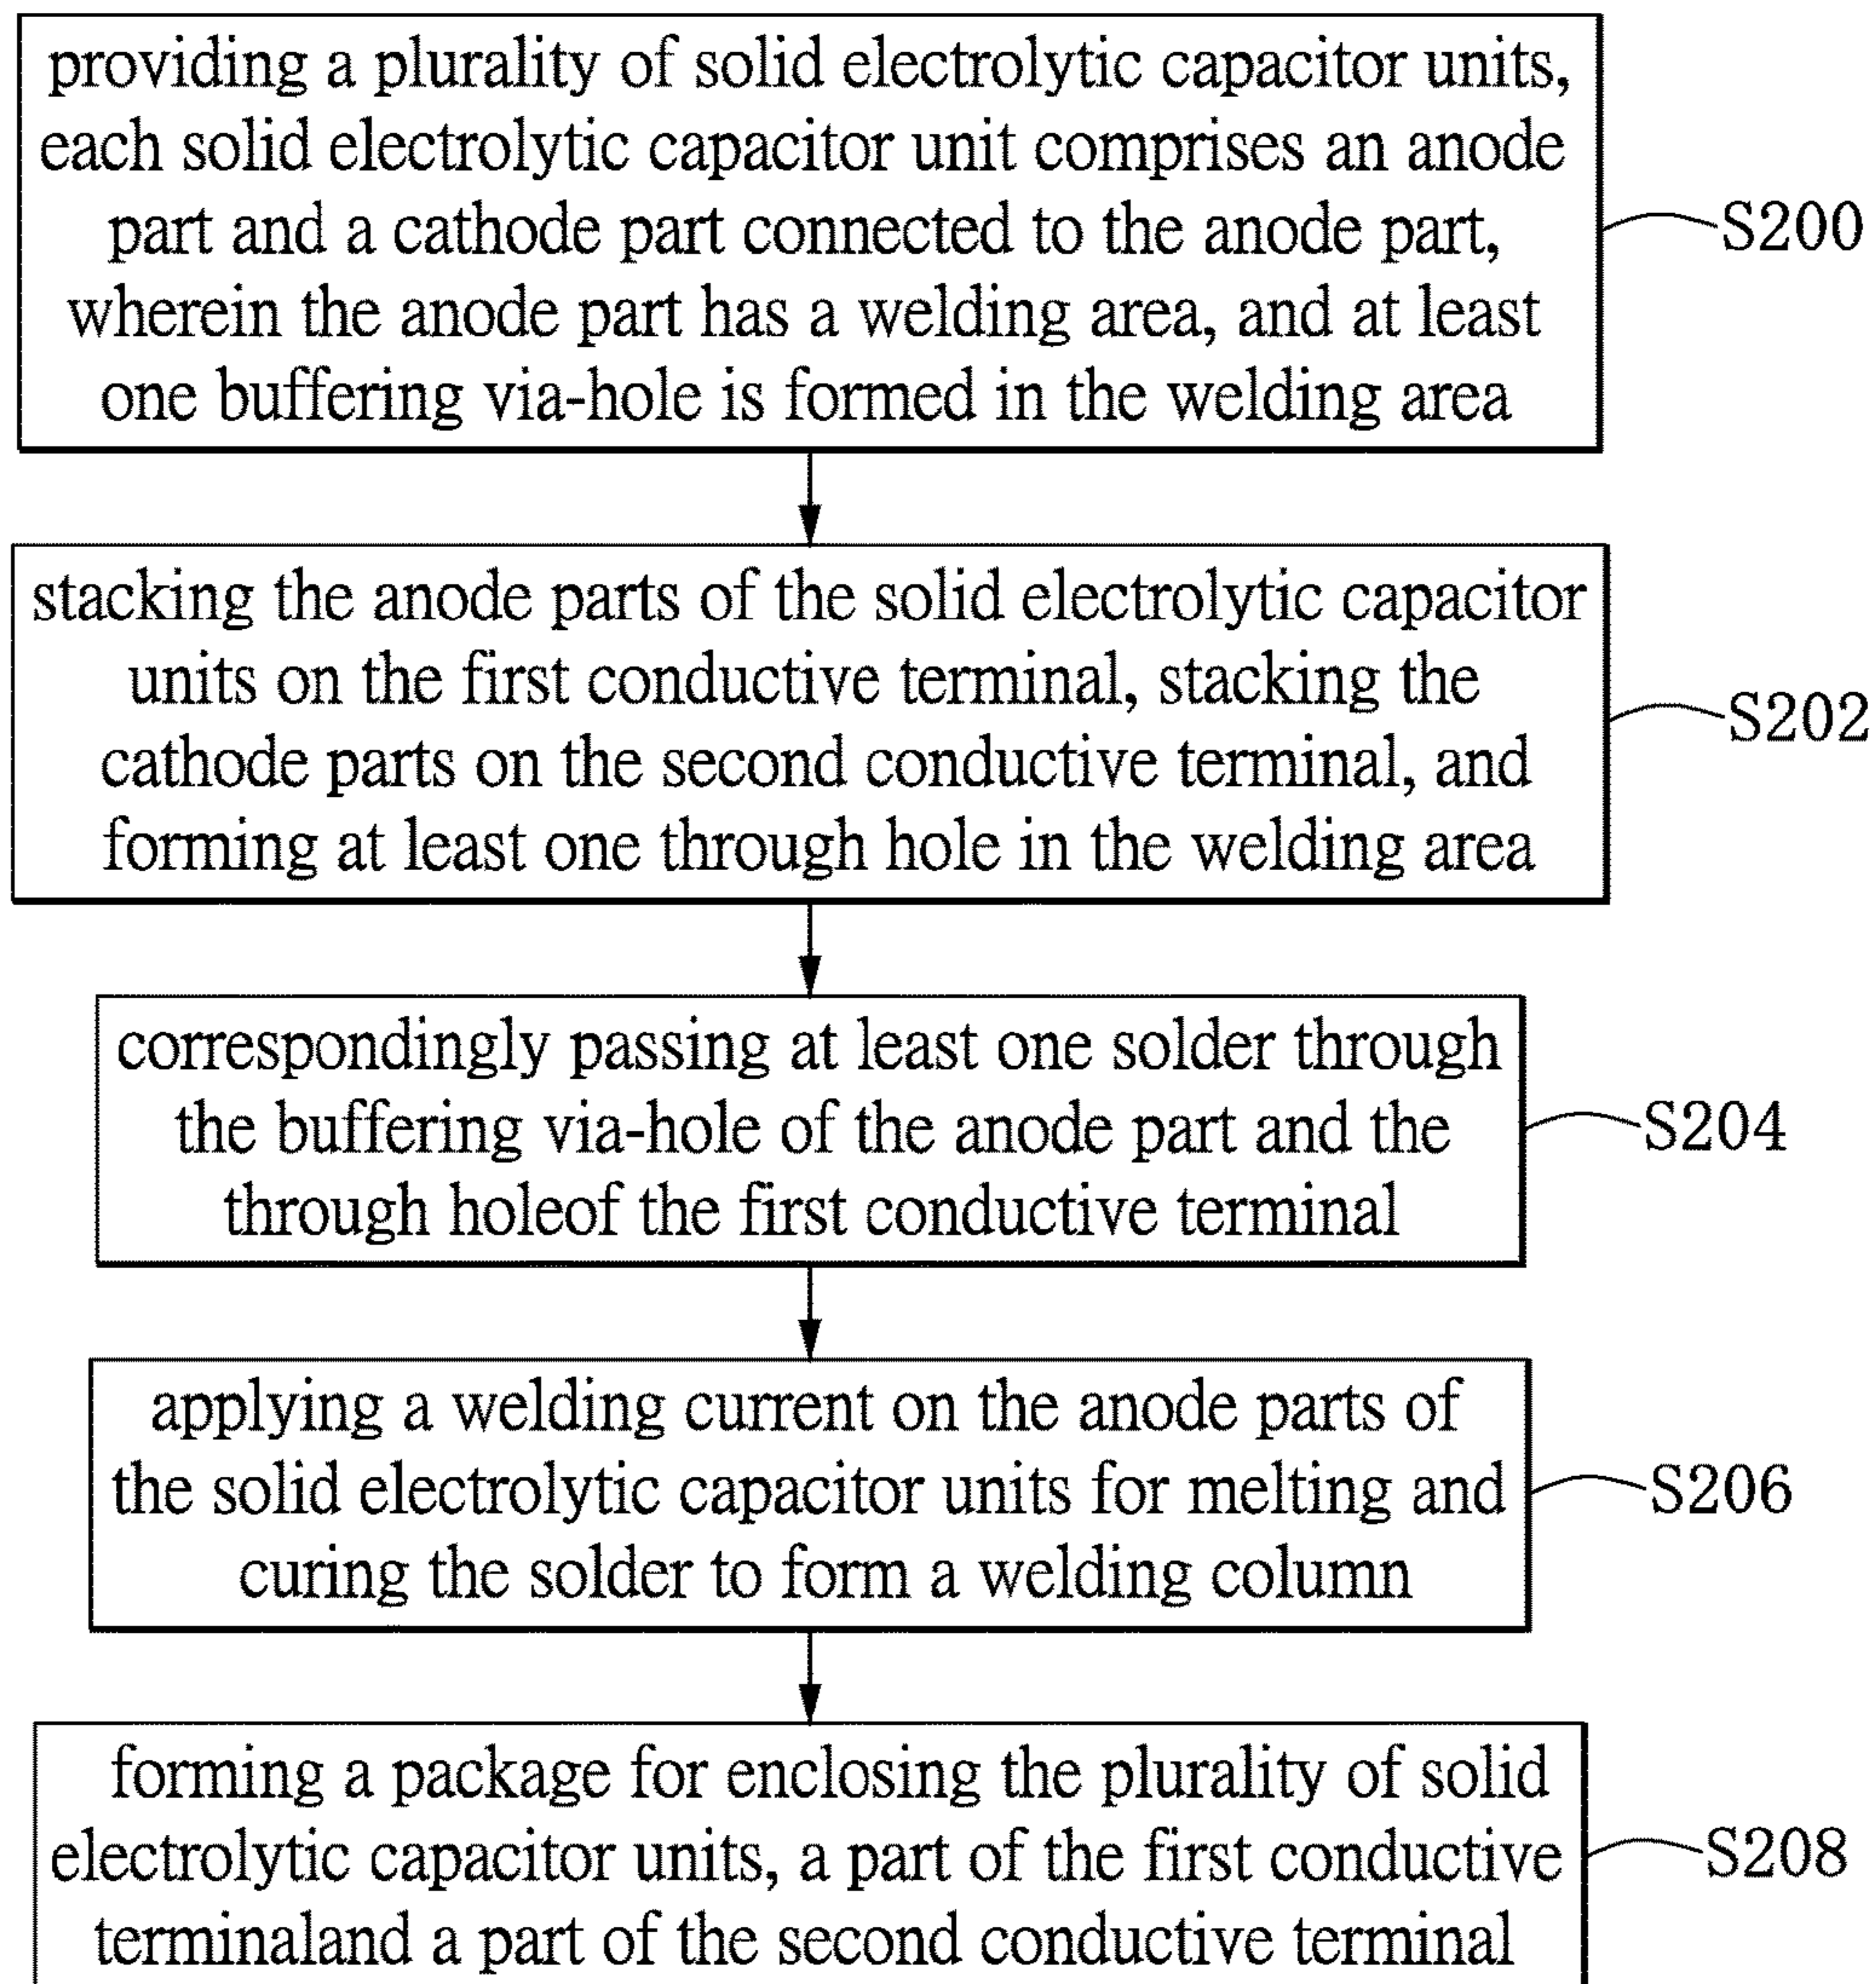 providing a plurality of solid electrolytic capacitor units,
each solid electrolytic capacitor unit comprises an anode
part and a cathode part connected to the anode part,
wherein the anode part has a welding area, and at least
one buffering via-hole is formed in the welding area
S200
stacking the anode parts of the solid electrolytic capacitor
units on the first conductive terminal, stacking the
cathode parts on the second conductive terminal, and
forming at least one through hole in the welding area
S202
correspondingly passing at least one solder through
the buffering via-hole of the anode part and the
through holeof the first conductive terminal
S204
applying a welding current on the anode parts of
the solid electrolytic capacitor units for melting and
curing the solder to form a welding column
S206
forming a package for enclosing the plurality of solid
electrolytic capacitor units, a part of the first conductive
terminaland a part of the second conductive terminal
S208